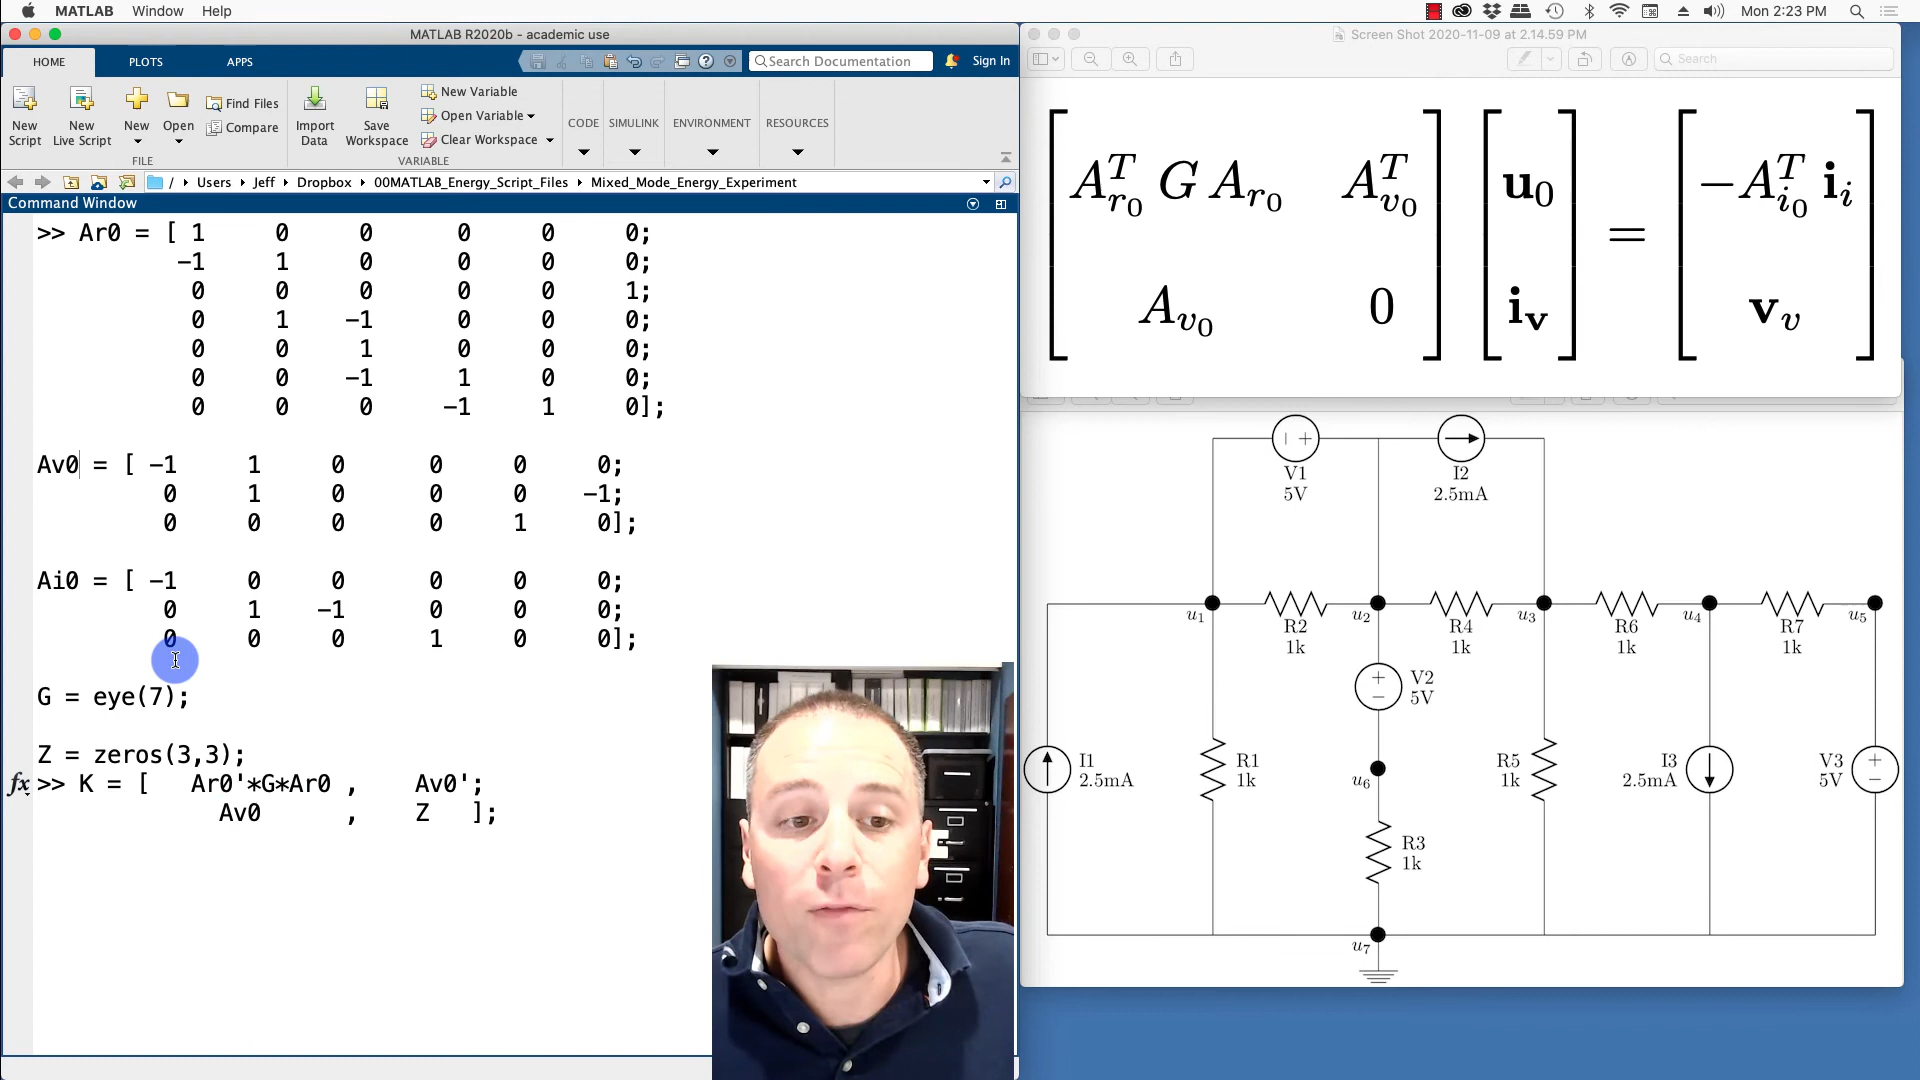 MATLAB Window Help
Mon 2:23 PM
MATLAB R2020b - academic use
HOME PLOTS APPS
Search Documentation
Sign In
New Script
New Live Script
New
Open
Find Files
Compare
FILE
Import Data
Save Workspace
New Variable
Open Variable
Clear Workspace
VARIABLE
CODE
SIMULINK
ENVIRONMENT
RESOURCES
/ Users Jeff Dropbox 00MATLAB_Energy_Script_Files Mixed_Mode_Energy_Experiment
Command Window
>> Ar0 = [ 1 0 0 0 0 0;
−1 1 0 0 0 0;
0 0 0 0 0 1;
0 1 −1 0 0 0;
0 0 1 0 0 0;
0 0 −1 1 0 0;
0 0 0 −1 1 0];
Av0 = [ −1 1 0 0 0 0;
0 1 0 0 0 −1;
0 0 0 0 1 0];
Ai0 = [ −1 0 0 0 0 0;
0 1 −1 0 0 0;
0 0 0 1 0 0];
G = eye(7);
Z = zeros(3,3);
fx >> K = [ Ar0'*G*Ar0 , Av0';
Av0 , Z ];
Screen Shot 2020-11-09 at 2.14.59 PM
Search
[ A_{r_0}^T G A_{r_0} A_{v_0}^T ] [ u_0 ] = [ −A_{i_0}^T i_i ]
[ A_{v_0} 0 ] [ i_v ] [ v_v ]
V1
5V
I2
2.5mA
u1
R2
1k
u2
R4
1k
u3
R6
1k
u4
R7
1k
u5
V2
5V
I1
2.5mA
R1
1k
u6
R5
1k
I3
2.5mA
V3
5V
R3
1k
u7